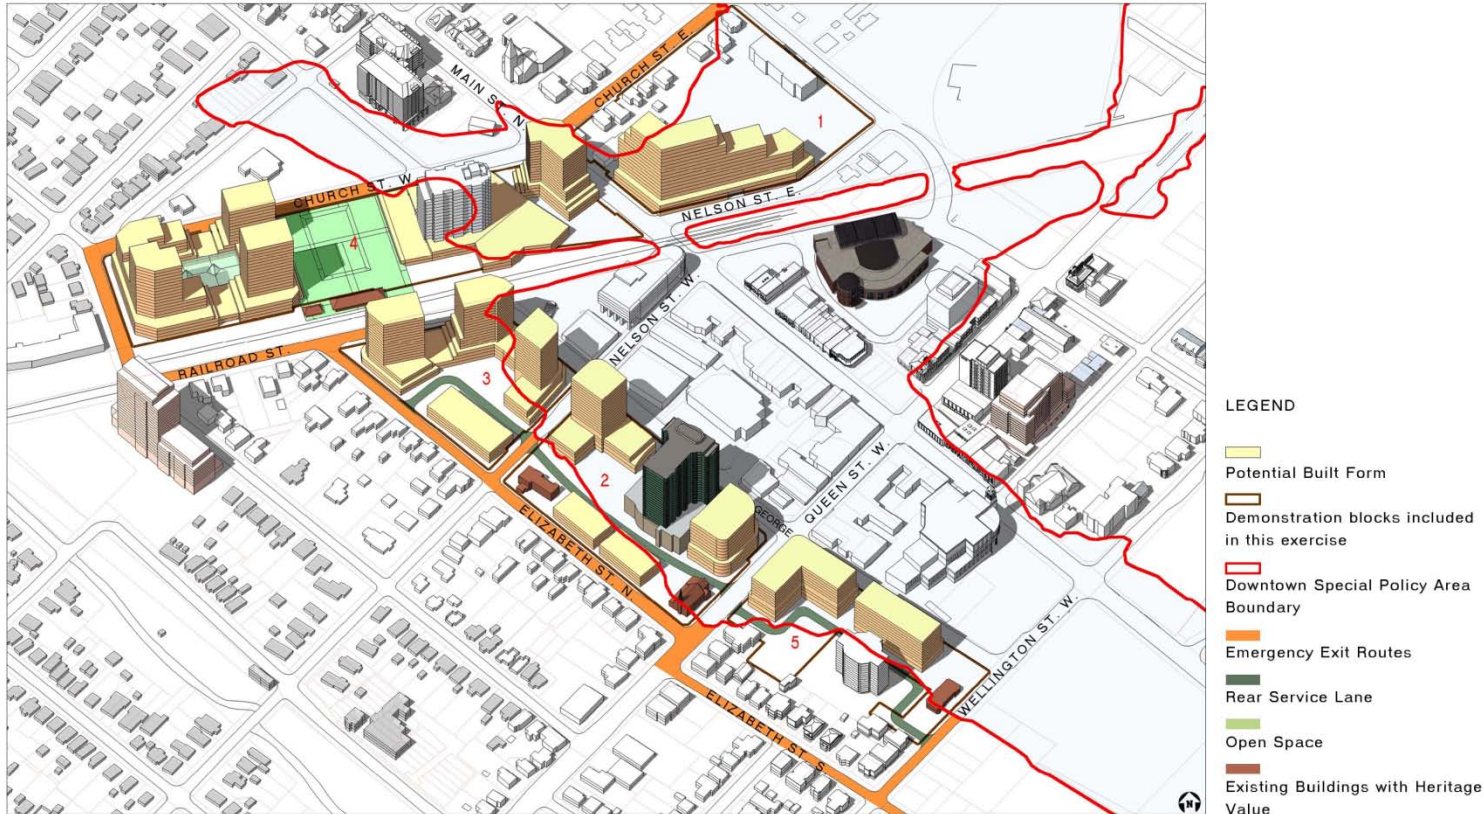 MAIN ST. N.
CHURCH ST. E.
1
CHURCH ST. W.
NELSON ST. E.
4
RAILROAD ST.
NELSON ST. W.
3
2
GEORGE
QUEEN ST. W.
ELIZABETH ST. N.
5
WELLINGTON ST. W.
ELIZABETH ST. S.
N
LEGEND
Potential Built Form
Demonstration blocks included
in this exercise
Downtown Special Policy Area
Boundary
Emergency Exit Routes
Rear Service Lane
Open Space
Existing Buildings with Heritage
Value